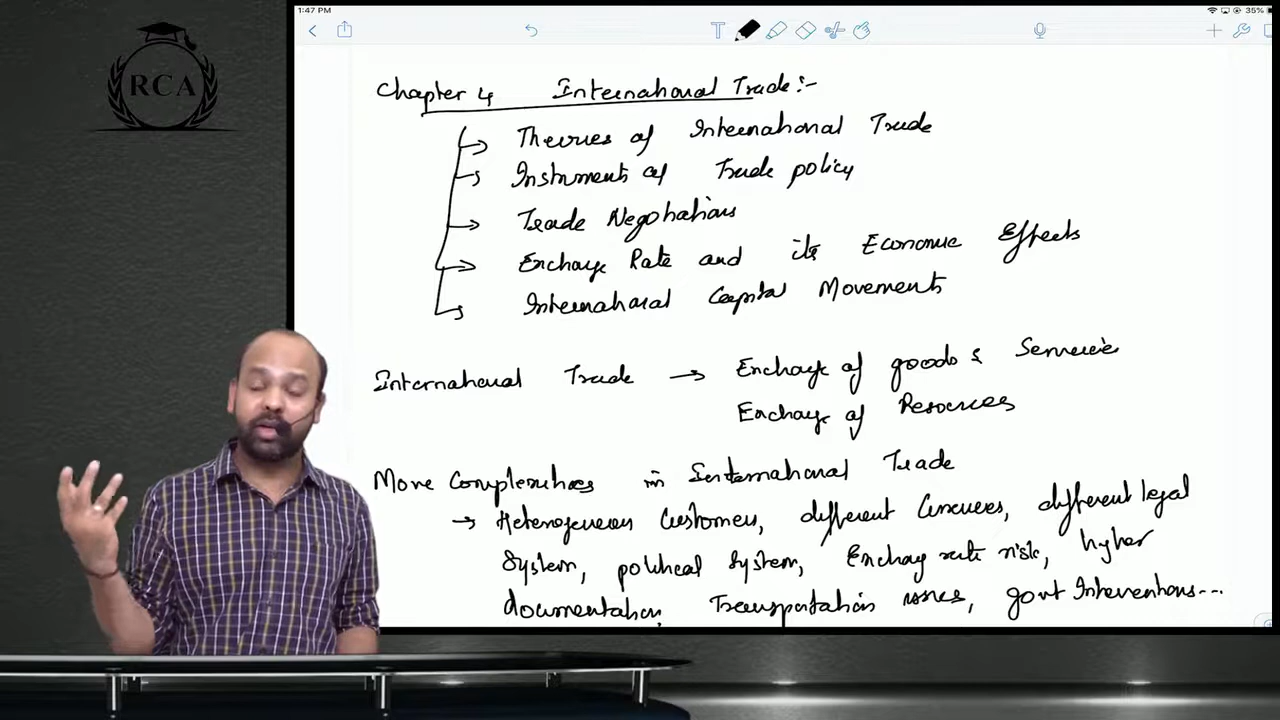 1:47 PM
35%
RCA
T
Chapter 4 International Trade:-
Theories of International Trade
Instruments of Trade policy
Trade Negotiations
Exchange Rate and its Economic Effects
International Capital Movements
International Trade → Exchange of goods & Services
Exchange of Resources
More Complexities in International Trade
→ Heterogeneous Customers, different Currencies, different legal
System, political System, Exchange rate risk, higher
documentation, Transportation issues, govt Interventions...